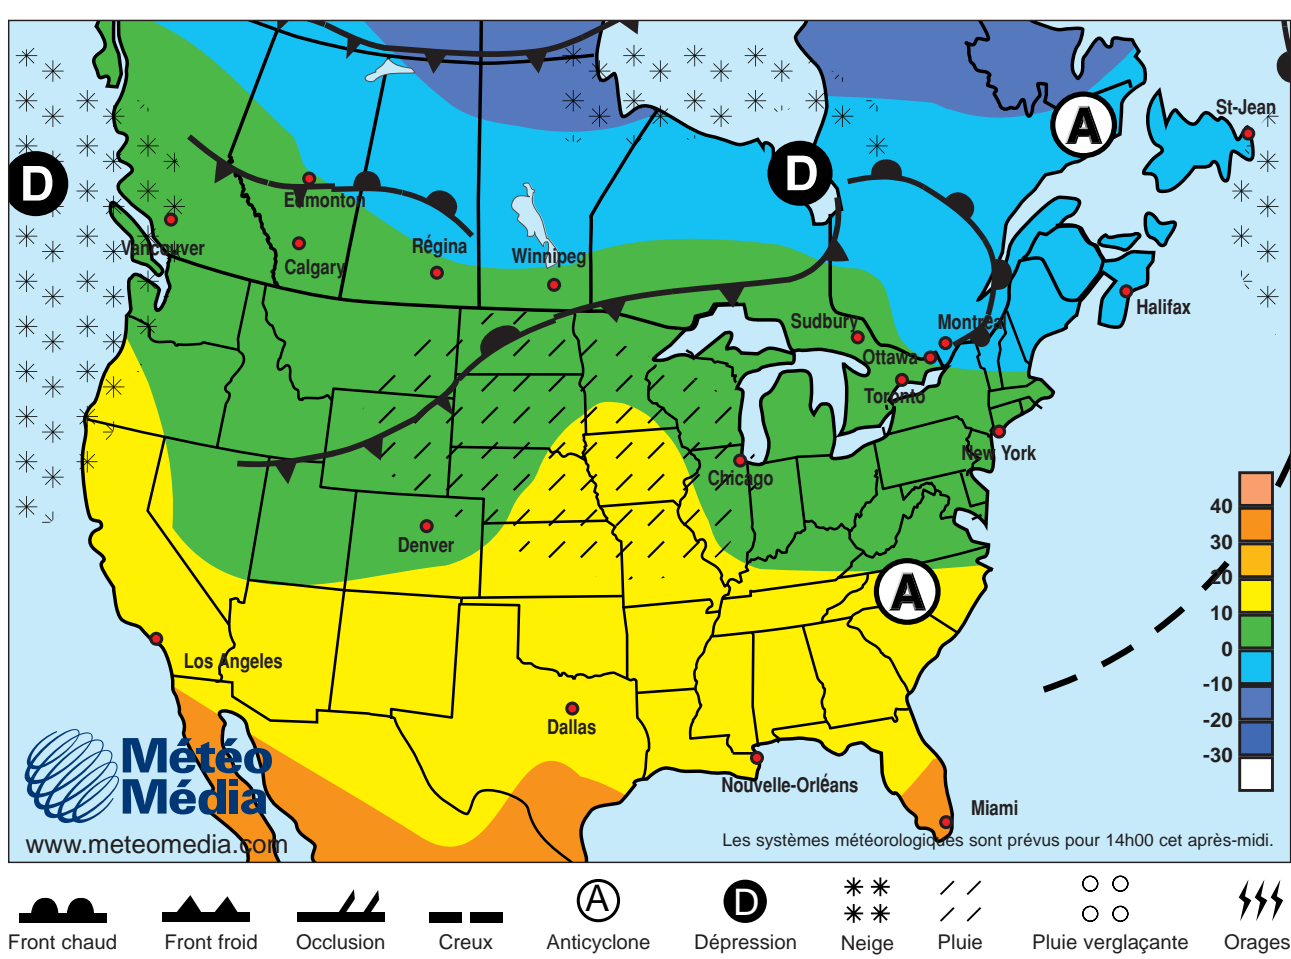 St-Jean
A
D
D
Edmonton
Vancouver
Régina
Winnipeg
Calgary
Halifax
Sudbury
Montréal
Ottawa
Toronto
New York
Chicago
40
Denver
30
20
A
10
0
Los Angeles
-10
Dallas
-20
Météo
Média
-30
Nouvelle-Orléans
Miami
www.meteomedia.com
Les systèmes météorologiques sont prévus pour 14h00 cet après-midi.
A
D
Front chaud
Front froid
Occlusion
Creux
Anticyclone
Dépression
Neige
Pluie
Pluie verglaçante
Orages